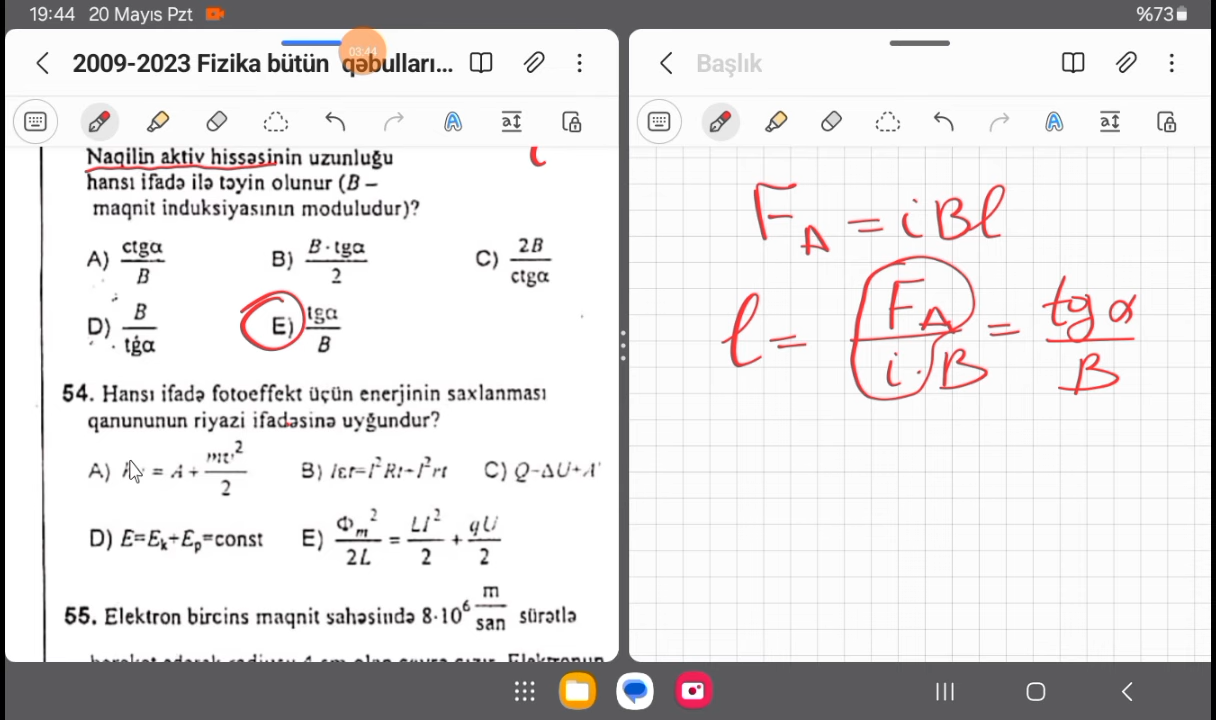 19:44 20 Mayıs Pzt %73
03:44
2009-2023 Fizika bütün qəbulları...
Naqilin aktiv hissəsinin uzunluğu
hansı ifadə ilə təyin olunur (B –
maqnit induksiyasının moduludur)?
A) ctgα / B B) B · tgα / 2 C) 2B / ctgα
D) B / tgα E) tgα / B
54. Hansı ifadə fotoeffekt üçün enerjinin saxlanması
qanununun riyazi ifadəsinə uyğundur?
A) = A + mv² / 2 B) Iεt=I²Rt+I²rt C) Q=ΔU+A'
D) E=Eₖ+Eₚ=const E) Φₘ² / 2L = LI² / 2 + qU / 2
55. Elektron bircins maqnit sahəsində 8·10⁶ m / san sürətlə
Başlık
F_A = iBl
l = F_A / i·B = tgα / B